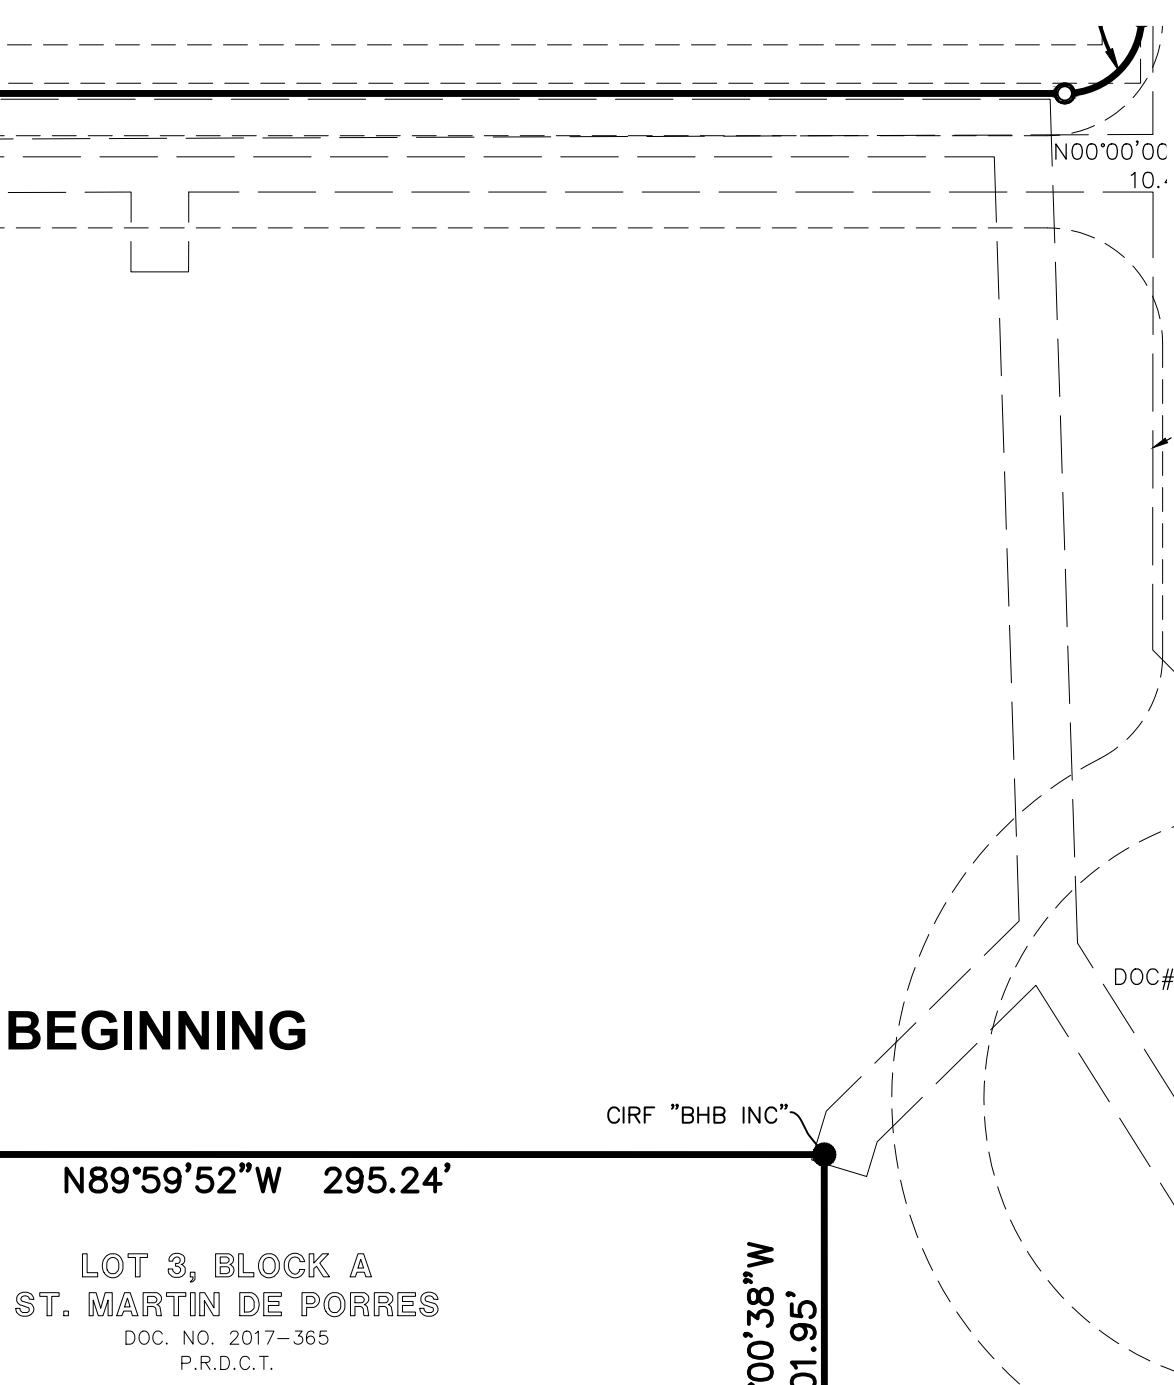 N00°00'00
10.
DOC#
BEGINNING
CIRF "BHB INC"
N89°59'52"W 295.24'
LOT 3, BLOCK A
ST. MARTIN DE PORRES
DOC. NO. 2017-365
P.R.D.C.T.
°00'38"W
01.95'